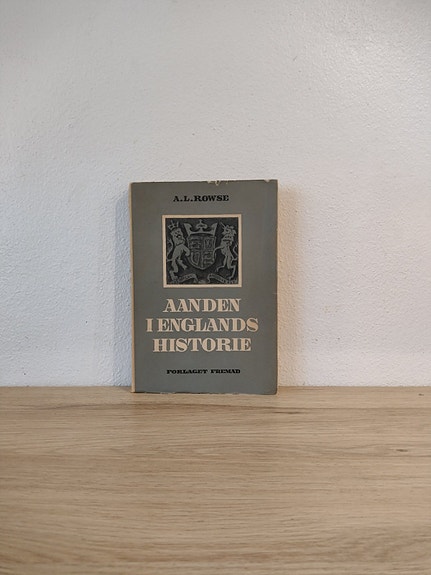 A.L.ROWSE
AANDEN
I ENGLANDS
HISTORIE
FORLAGET FREMAD